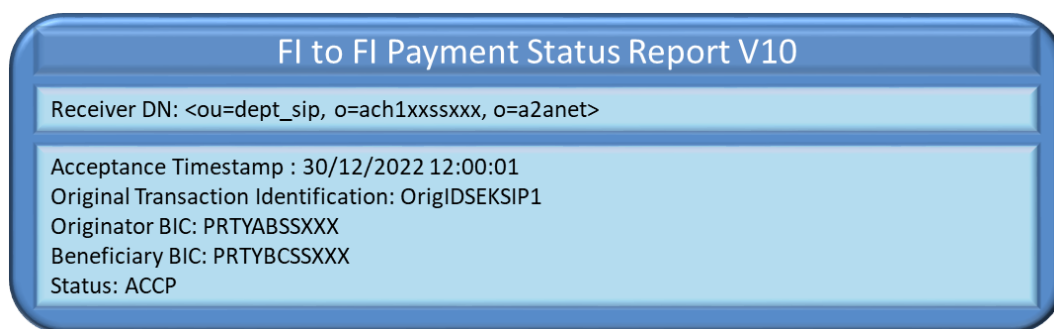 FI to FI Payment Status Report V10
Receiver DN: <ou=dept_sip, o=ach1xxssxxx, o=a2anet>
Acceptance Timestamp : 30/12/2022 12:00:01
Original Transaction Identification: OrigIDSEKSIP1
Originator BIC: PRTYABSSXXX
Beneficiary BIC: PRTYBCSSXXX
Status: ACCP